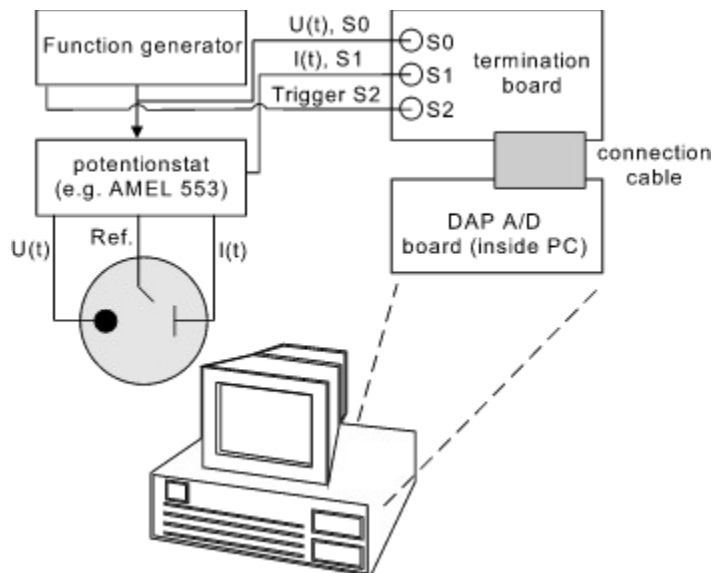 Function generator
U(t), S0
I(t), S1
Trigger S2
S0
S1
S2
termination
board
potentionstat
(e.g. AMEL 553)
connection
cable
DAP A/D
board (inside PC)
U(t)
Ref.
I(t)